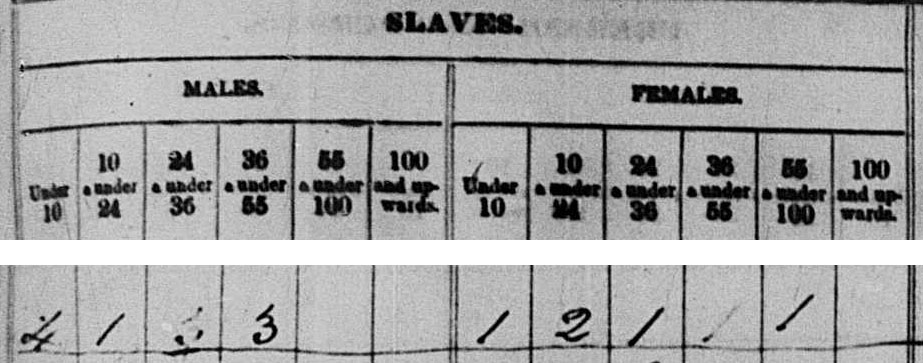 SLAVES.
MALES. FEMALES.
Under 10 10 a under 24 24 a under 36 36 a under 55 55 a under 100 100 and upwards. Under 10 10 a under 24 24 a under 36 36 a under 55 55 a under 100 100 and upwards.
4 1 3 1 2 1 1